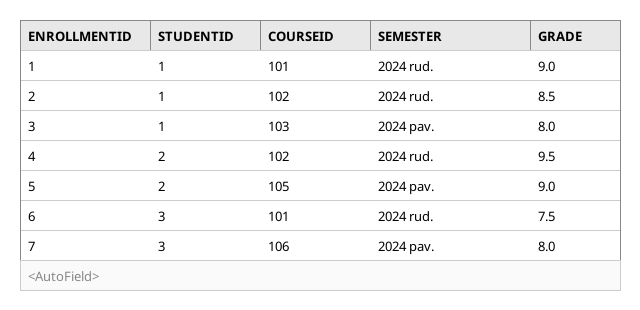 ENROLLMENTID STUDENTID COURSEID SEMESTER GRADE
1 1 101 2024 rud. 9.0
2 1 102 2024 rud. 8.5
3 1 103 2024 pav. 8.0
4 2 102 2024 rud. 9.5
5 2 105 2024 pav. 9.0
6 3 101 2024 rud. 7.5
7 3 106 2024 pav. 8.0
<AutoField>